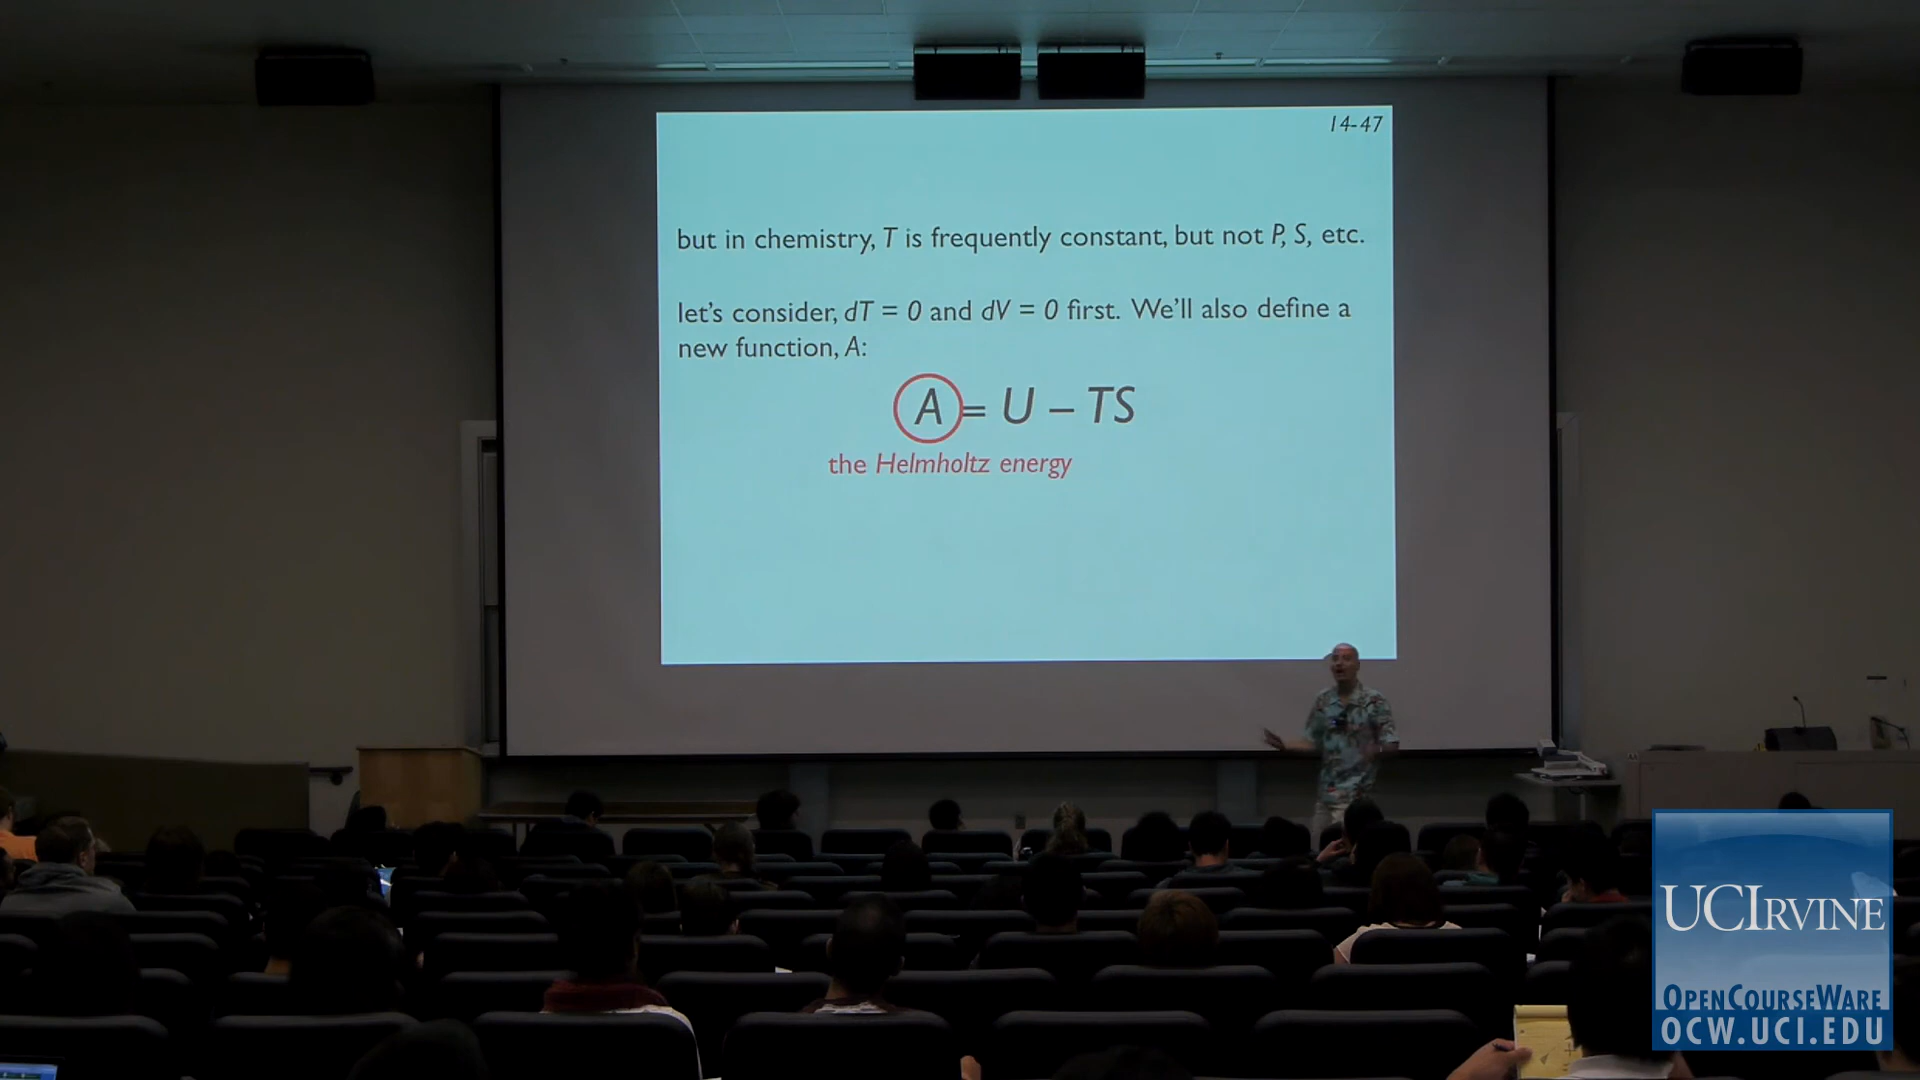 14-47
but in chemistry, T is frequently constant, but not P, S, etc.
let's consider, dT = 0 and dV = 0 first. We'll also define a
new function, A:
A = U – TS
the Helmholtz energy
UCIRVINE
OPENCOURSEWARE
OCW.UCI.EDU